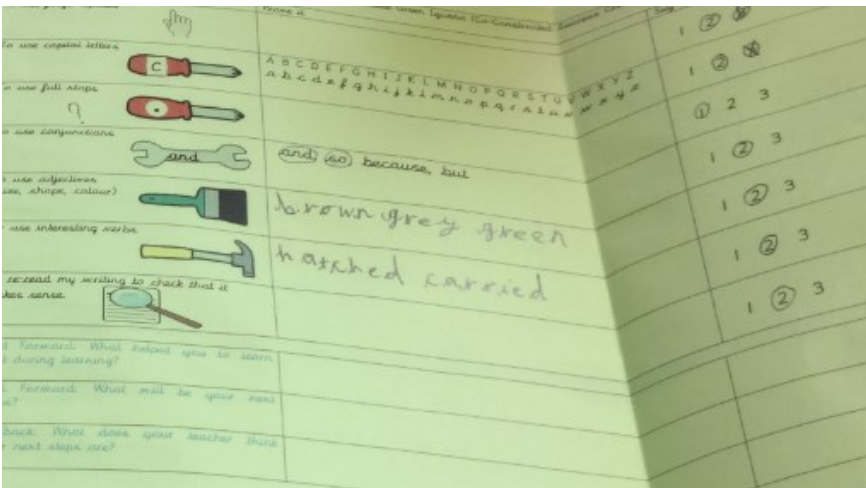 1 2
use capital letters
C
A B C D E F G H I J K L M N O P Q R S T U V W X Y Z
a b c d e f g h i j k l m n o p q r s t u v w x y z
1 2
use full stops
?
1 2 3
use conjunctions
and
and, so, because, but
1 2 3
use adjectives
shape, colour)
brown grey green
1 2 3
use interesting verbs
hatched carried
1 2 3
re-read my writing to check that it
sense
1 2 3
Forward: What helped you to learn
during learning?
Forward: What will be your next
back: What does your teacher think
next steps are?